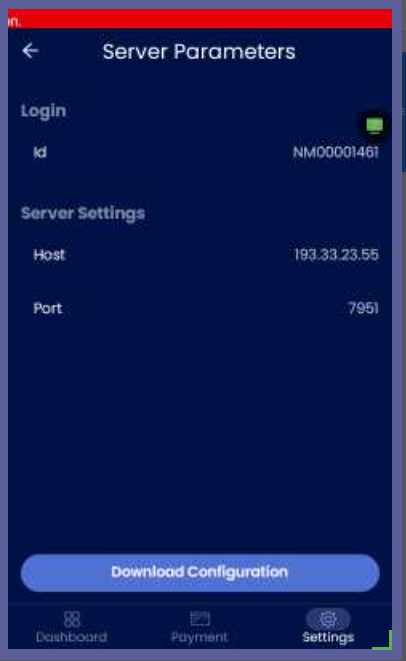 on.
Server Parameters
Login
Id NM00001461
Server Settings
Host 193.33.23.55
Port 7951
Download Configuration
Dashboard Payment Settings